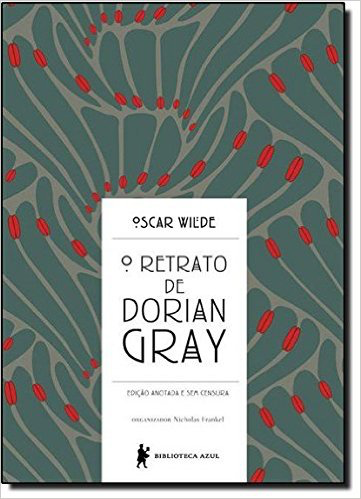 OSCAR WILDE
O RETRATO
DE
DORIAN
GRAY
EDIÇÃO ANOTADA E SEM CENSURA
ORGANIZADOR Nicholas Frankel
BIBLIOTECA AZUL